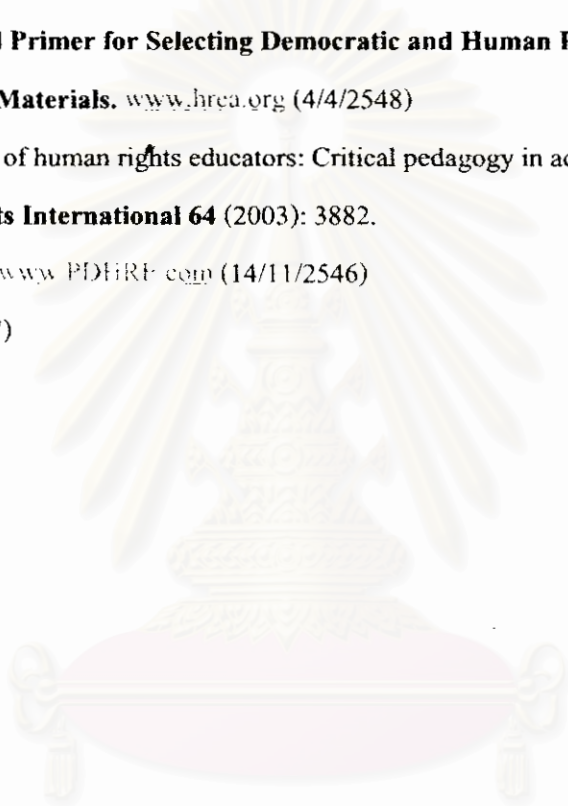 Primer for Selecting Democratic and Human
Materials. www.hrea.org (4/4/2548)
of human rights educators: Critical pedagogy in
ts International 64 (2003): 3882.
www.PDHRE.com (14/11/2546)
)